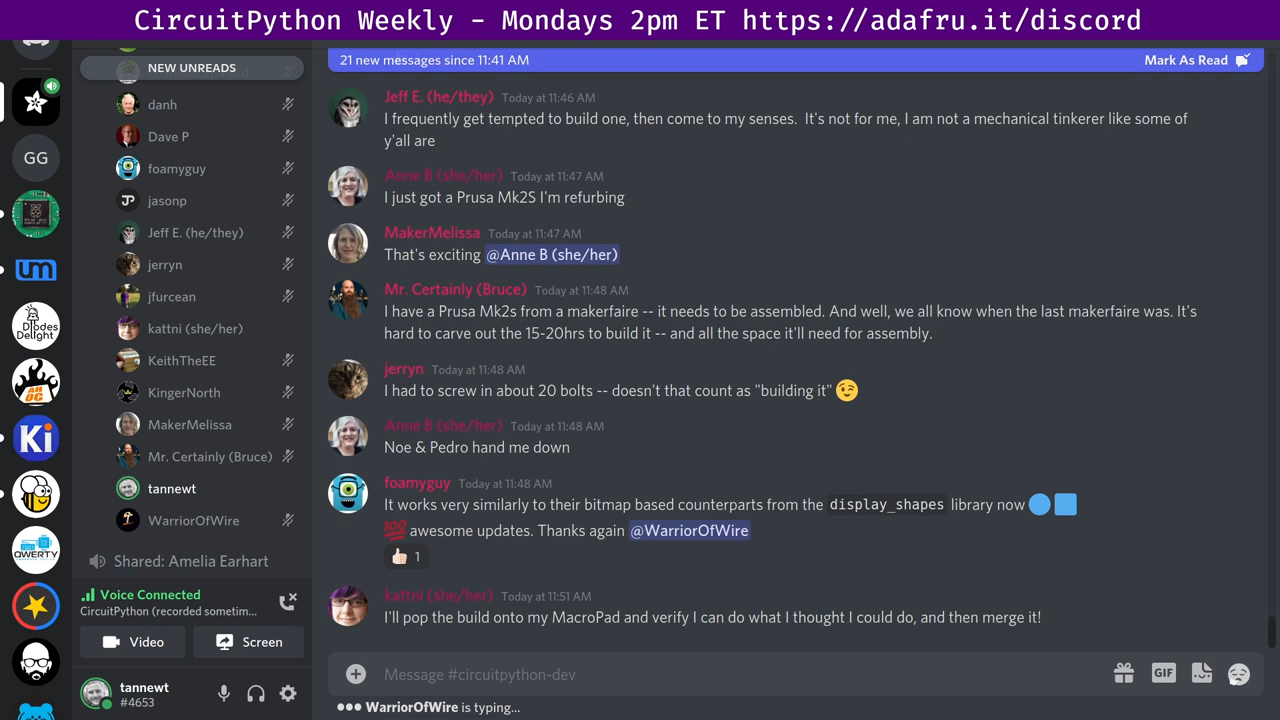 CircuitPython Weekly - Mondays 2pm ET https://adafru.it/discord
NEW UNREADS
danh
Dave P
foamyguy
jasonp
Jeff E. (he/they)
jerryn
jfurcean
kattni (she/her)
KeithTheEE
KingerNorth
MakerMelissa
Mr. Certainly (Bruce)
tannewt
WarriorOfWire
Shared: Amelia Earhart
Voice Connected
CircuitPython (recorded sometim...
Video
Screen
tannewt
#4653
GG
um
Diodes
Delight
AHOC
Ki
QWERTY
21 new messages since 11:41 AM
Mark As Read
Jeff E. (he/they) Today at 11:46 AM
I frequently get tempted to build one, then come to my senses. It's not for me, I am not a mechanical tinkerer like some of
y'all are
Anne B (she/her) Today at 11:47 AM
I just got a Prusa Mk2S I'm refurbing
MakerMelissa Today at 11:47 AM
That's exciting @Anne B (she/her)
Mr. Certainly (Bruce) Today at 11:48 AM
I have a Prusa Mk2s from a makerfaire -- it needs to be assembled. And well, we all know when the last makerfaire was. It's
hard to carve out the 15-20hrs to build it -- and all the space it'll need for assembly.
jerryn Today at 11:48 AM
I had to screw in about 20 bolts -- doesn't that count as "building it" 😉
Anne B (she/her) Today at 11:48 AM
Noe & Pedro hand me down
foamyguy Today at 11:48 AM
It works very similarly to their bitmap based counterparts from the display_shapes library now
💯 awesome updates. Thanks again @WarriorOfWire
👍🏻 1
kattni (she/her) Today at 11:51 AM
I'll pop the build onto my MacroPad and verify I can do what I thought I could do, and then merge it!
Message #circuitpython-dev
GIF
WarriorOfWire is typing...